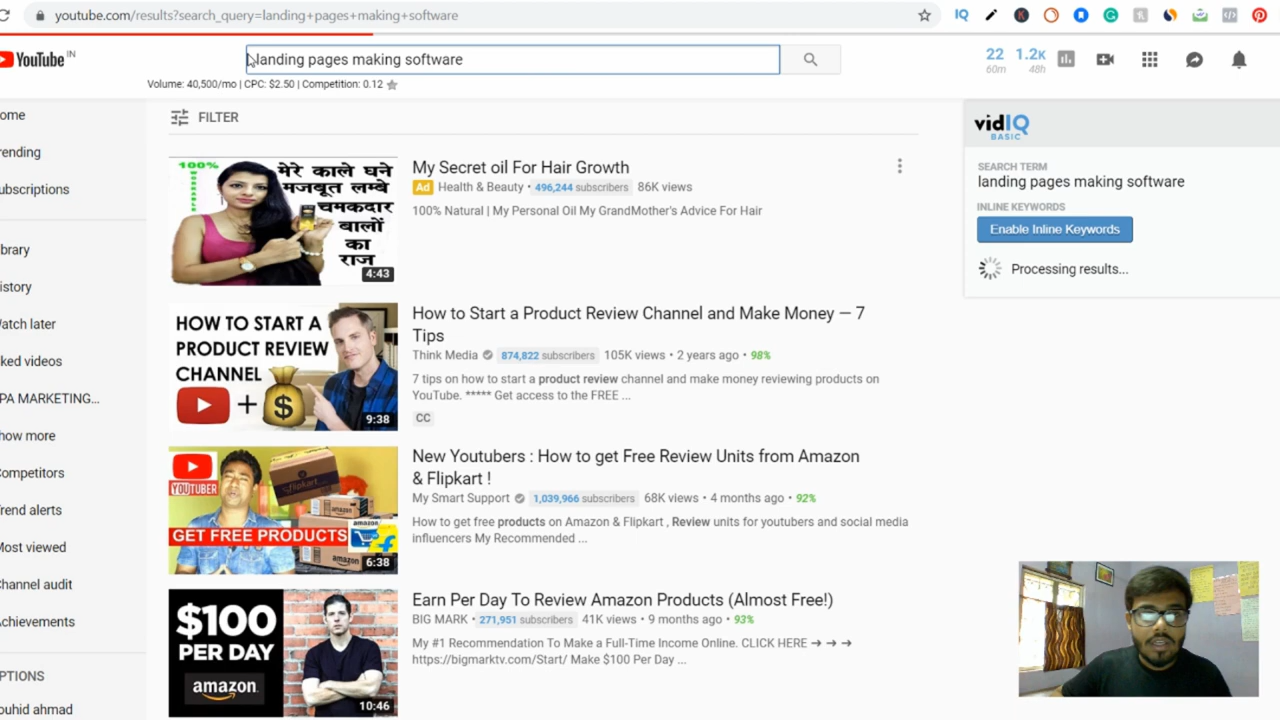 youtube.com/results?search_query=landing+pages+making+software
IQ
YouTube IN
landing pages making software
22 60m
1.2K 48h
Volume: 40,500/mo | CPC: $2.50 | Competition: 0.12
ome
rending
ubscriptions
brary
istory
atch later
ked videos
PA MARKETING...
how more
ompetitors
rend alerts
Most viewed
hannel audit
chievements
PTIONS
ouhid ahmad
FILTER
100%
मेरे काले घने
मजबूत लम्बे
चमकदार
बालों
का
राज
4:43
My Secret oil For Hair Growth
Ad Health & Beauty • 496,244 subscribers 86K views
100% Natural | My Personal Oil My GrandMother's Advice For Hair
HOW TO START A
PRODUCT REVIEW
CHANNEL
+ $
9:38
How to Start a Product Review Channel and Make Money — 7
Tips
Think Media 874,822 subscribers 105K views • 2 years ago • 98%
7 tips on how to start a product review channel and make money reviewing products on
YouTube. ***** Get access to the FREE ...
CC
YOUTUBER
flipkart
amazon
GET FREE PRODUCTS
amazon
6:38
New Youtubers : How to get Free Review Units from Amazon
& Flipkart !
My Smart Support 1,039,966 subscribers 68K views • 4 months ago • 92%
How to get free products on Amazon & Flipkart , Review units for youtubers and social media
influencers My Recommended ...
$100
PER DAY
amazon
10:46
Earn Per Day To Review Amazon Products (Almost Free!)
BIG MARK • 271,951 subscribers 41K views • 9 months ago • 93%
My #1 Recommendation To Make a Full-Time Income Online. CLICK HERE ➔ ➔ ➔
https://bigmarktv.com/Start/ Make $100 Per Day ...
vidIQ
BASIC
SEARCH TERM
landing pages making software
INLINE KEYWORDS
Enable Inline Keywords
Processing results...